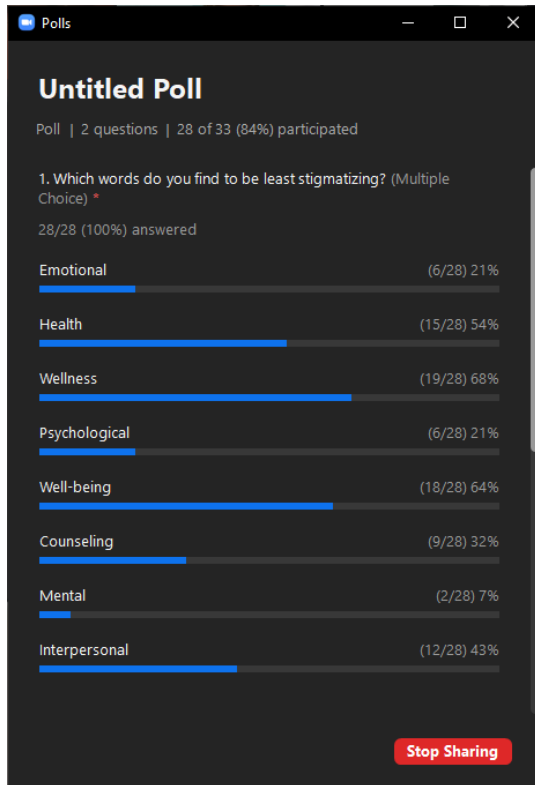 Polls
Untitled Poll
Poll | 2 questions | 28 of 33 (84%) participated
1. Which words do you find to be least stigmatizing? (Multiple
Choice) *
28/28 (100%) answered
Emotional (6/28) 21%
Health (15/28) 54%
Wellness (19/28) 68%
Psychological (6/28) 21%
Well-being (18/28) 64%
Counseling (9/28) 32%
Mental (2/28) 7%
Interpersonal (12/28) 43%
Stop Sharing